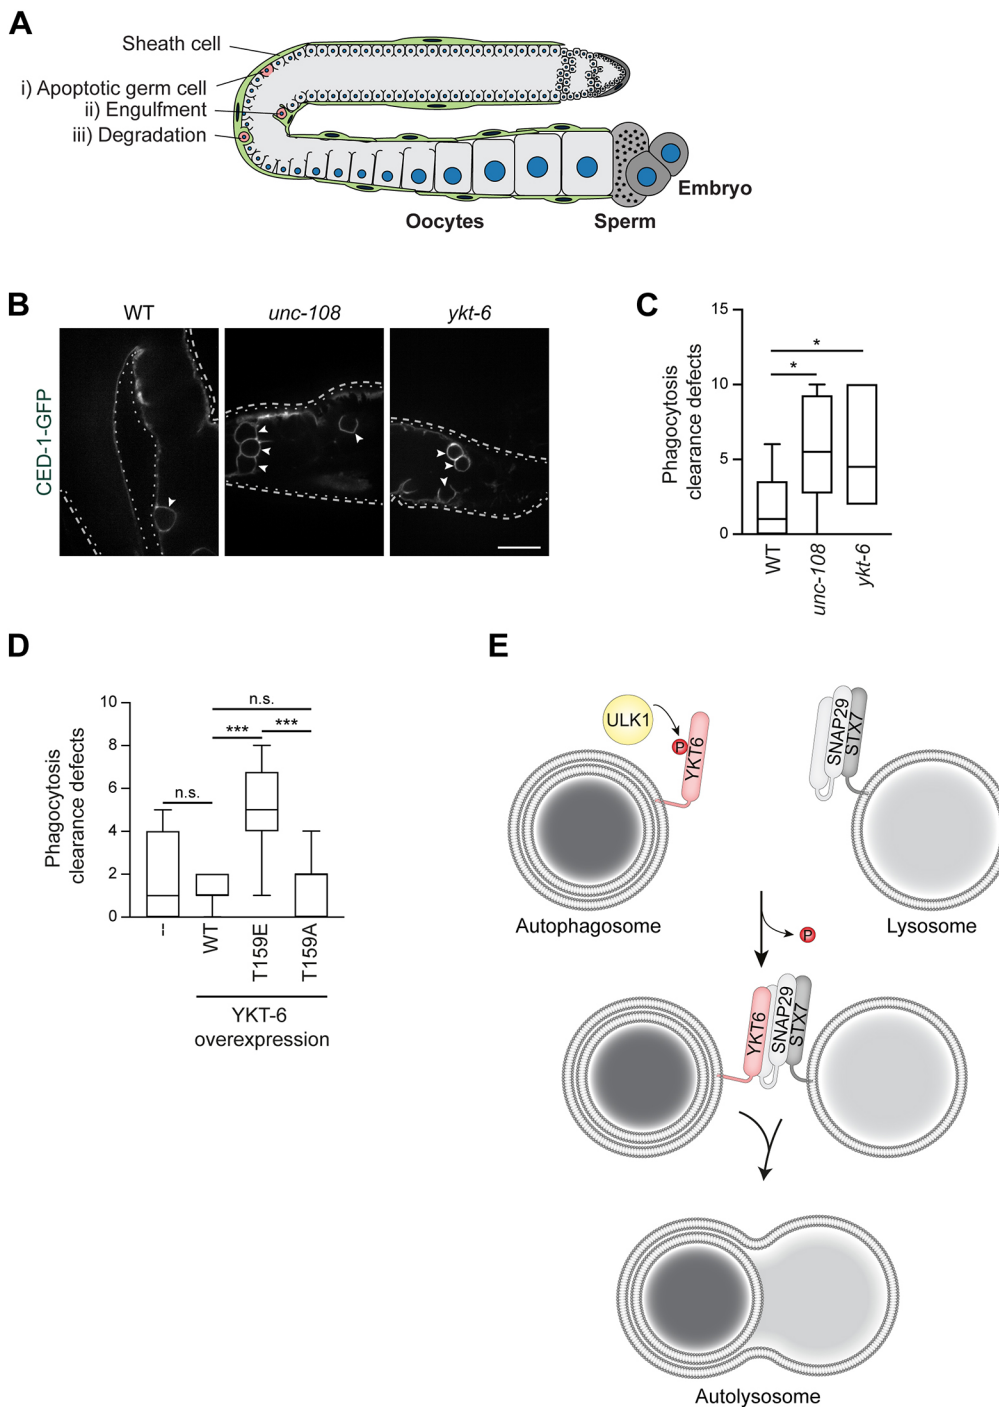 A
Sheath cell
i) Apoptotic germ cell
ii) Engulfment
iii) Degradation
Oocytes
Sperm
Embryo
B
WT
unc-108
ykt-6
CED-1-GFP
C
Phagocytosis
clearance defects
15
10
5
0
*
*
WT
unc-108
ykt-6
D
Phagocytosis
clearance defects
10
8
6
4
2
0
n.s.
***
***
n.s.
--
WT
T159E
T159A
YKT-6
overexpression
E
ULK1
P
YKT6
SNAP29
STX7
Autophagosome
Lysosome
P
YKT6
SNAP29
STX7
Autolysosome